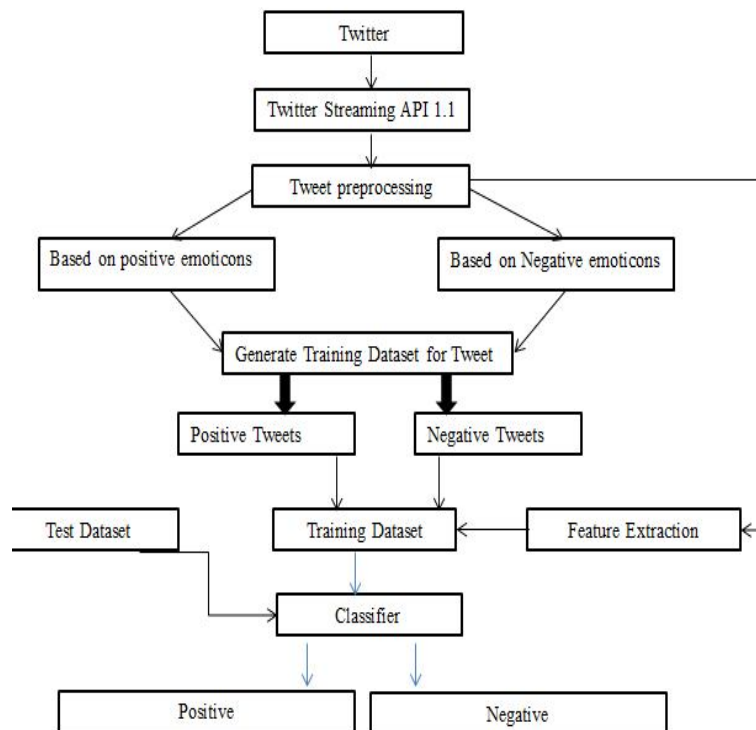 Twitter
Twitter Streaming API 1.1
Tweet preprocessing
Based on positive emoticons
Based on Negative emoticons
Generate Training Dataset for Tweet
Positive Tweets
Negative Tweets
Test Dataset
Training Dataset
Feature Extraction
Classifier
Positive
Negative